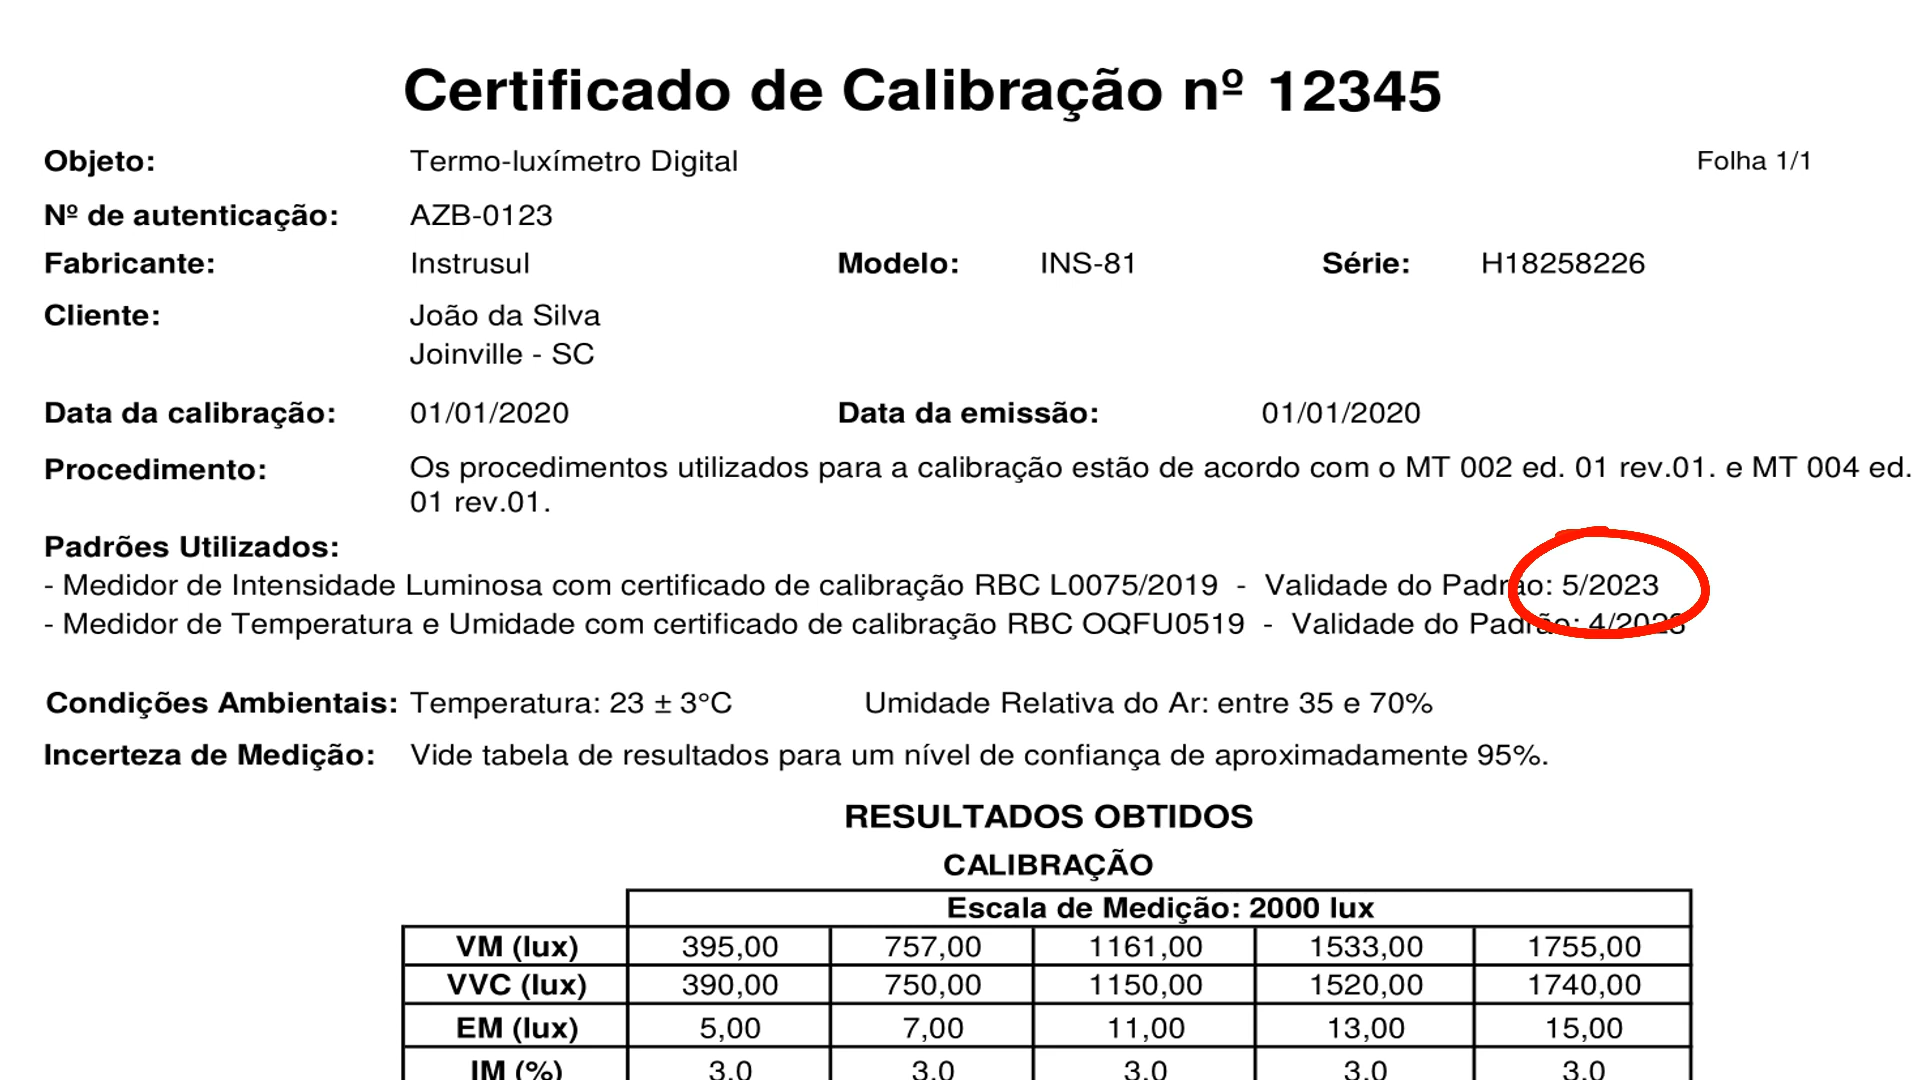 Certificado de Calibração nº 12345
Objeto: Termo-luxímetro Digital Folha 1/1
Nº de autenticação: AZB-0123
Fabricante: Instrusul Modelo: INS-81 Série: H18258226
Cliente: João da Silva
Joinville - SC
Data da calibração: 01/01/2020 Data da emissão: 01/01/2020
Procedimento: Os procedimentos utilizados para a calibração estão de acordo com o MT 002 ed. 01 rev.01. e MT 004 ed.
01 rev.01.
Padrões Utilizados:
- Medidor de Intensidade Luminosa com certificado de calibração RBC L0075/2019 - Validade do Padrão: 5/2023
- Medidor de Temperatura e Umidade com certificado de calibração RBC OQFU0519 - Validade do Padrão: 4/2023
Condições Ambientais: Temperatura: 23 ± 3°C Umidade Relativa do Ar: entre 35 e 70%
Incerteza de Medição: Vide tabela de resultados para um nível de confiança de aproximadamente 95%.
RESULTADOS OBTIDOS
CALIBRAÇÃO
Escala de Medição: 2000 lux
VM (lux) 395,00 757,00 1161,00 1533,00 1755,00
VVC (lux) 390,00 750,00 1150,00 1520,00 1740,00
EM (lux) 5,00 7,00 11,00 13,00 15,00
IM (%) 3,0 3,0 3,0 3,0 3,0